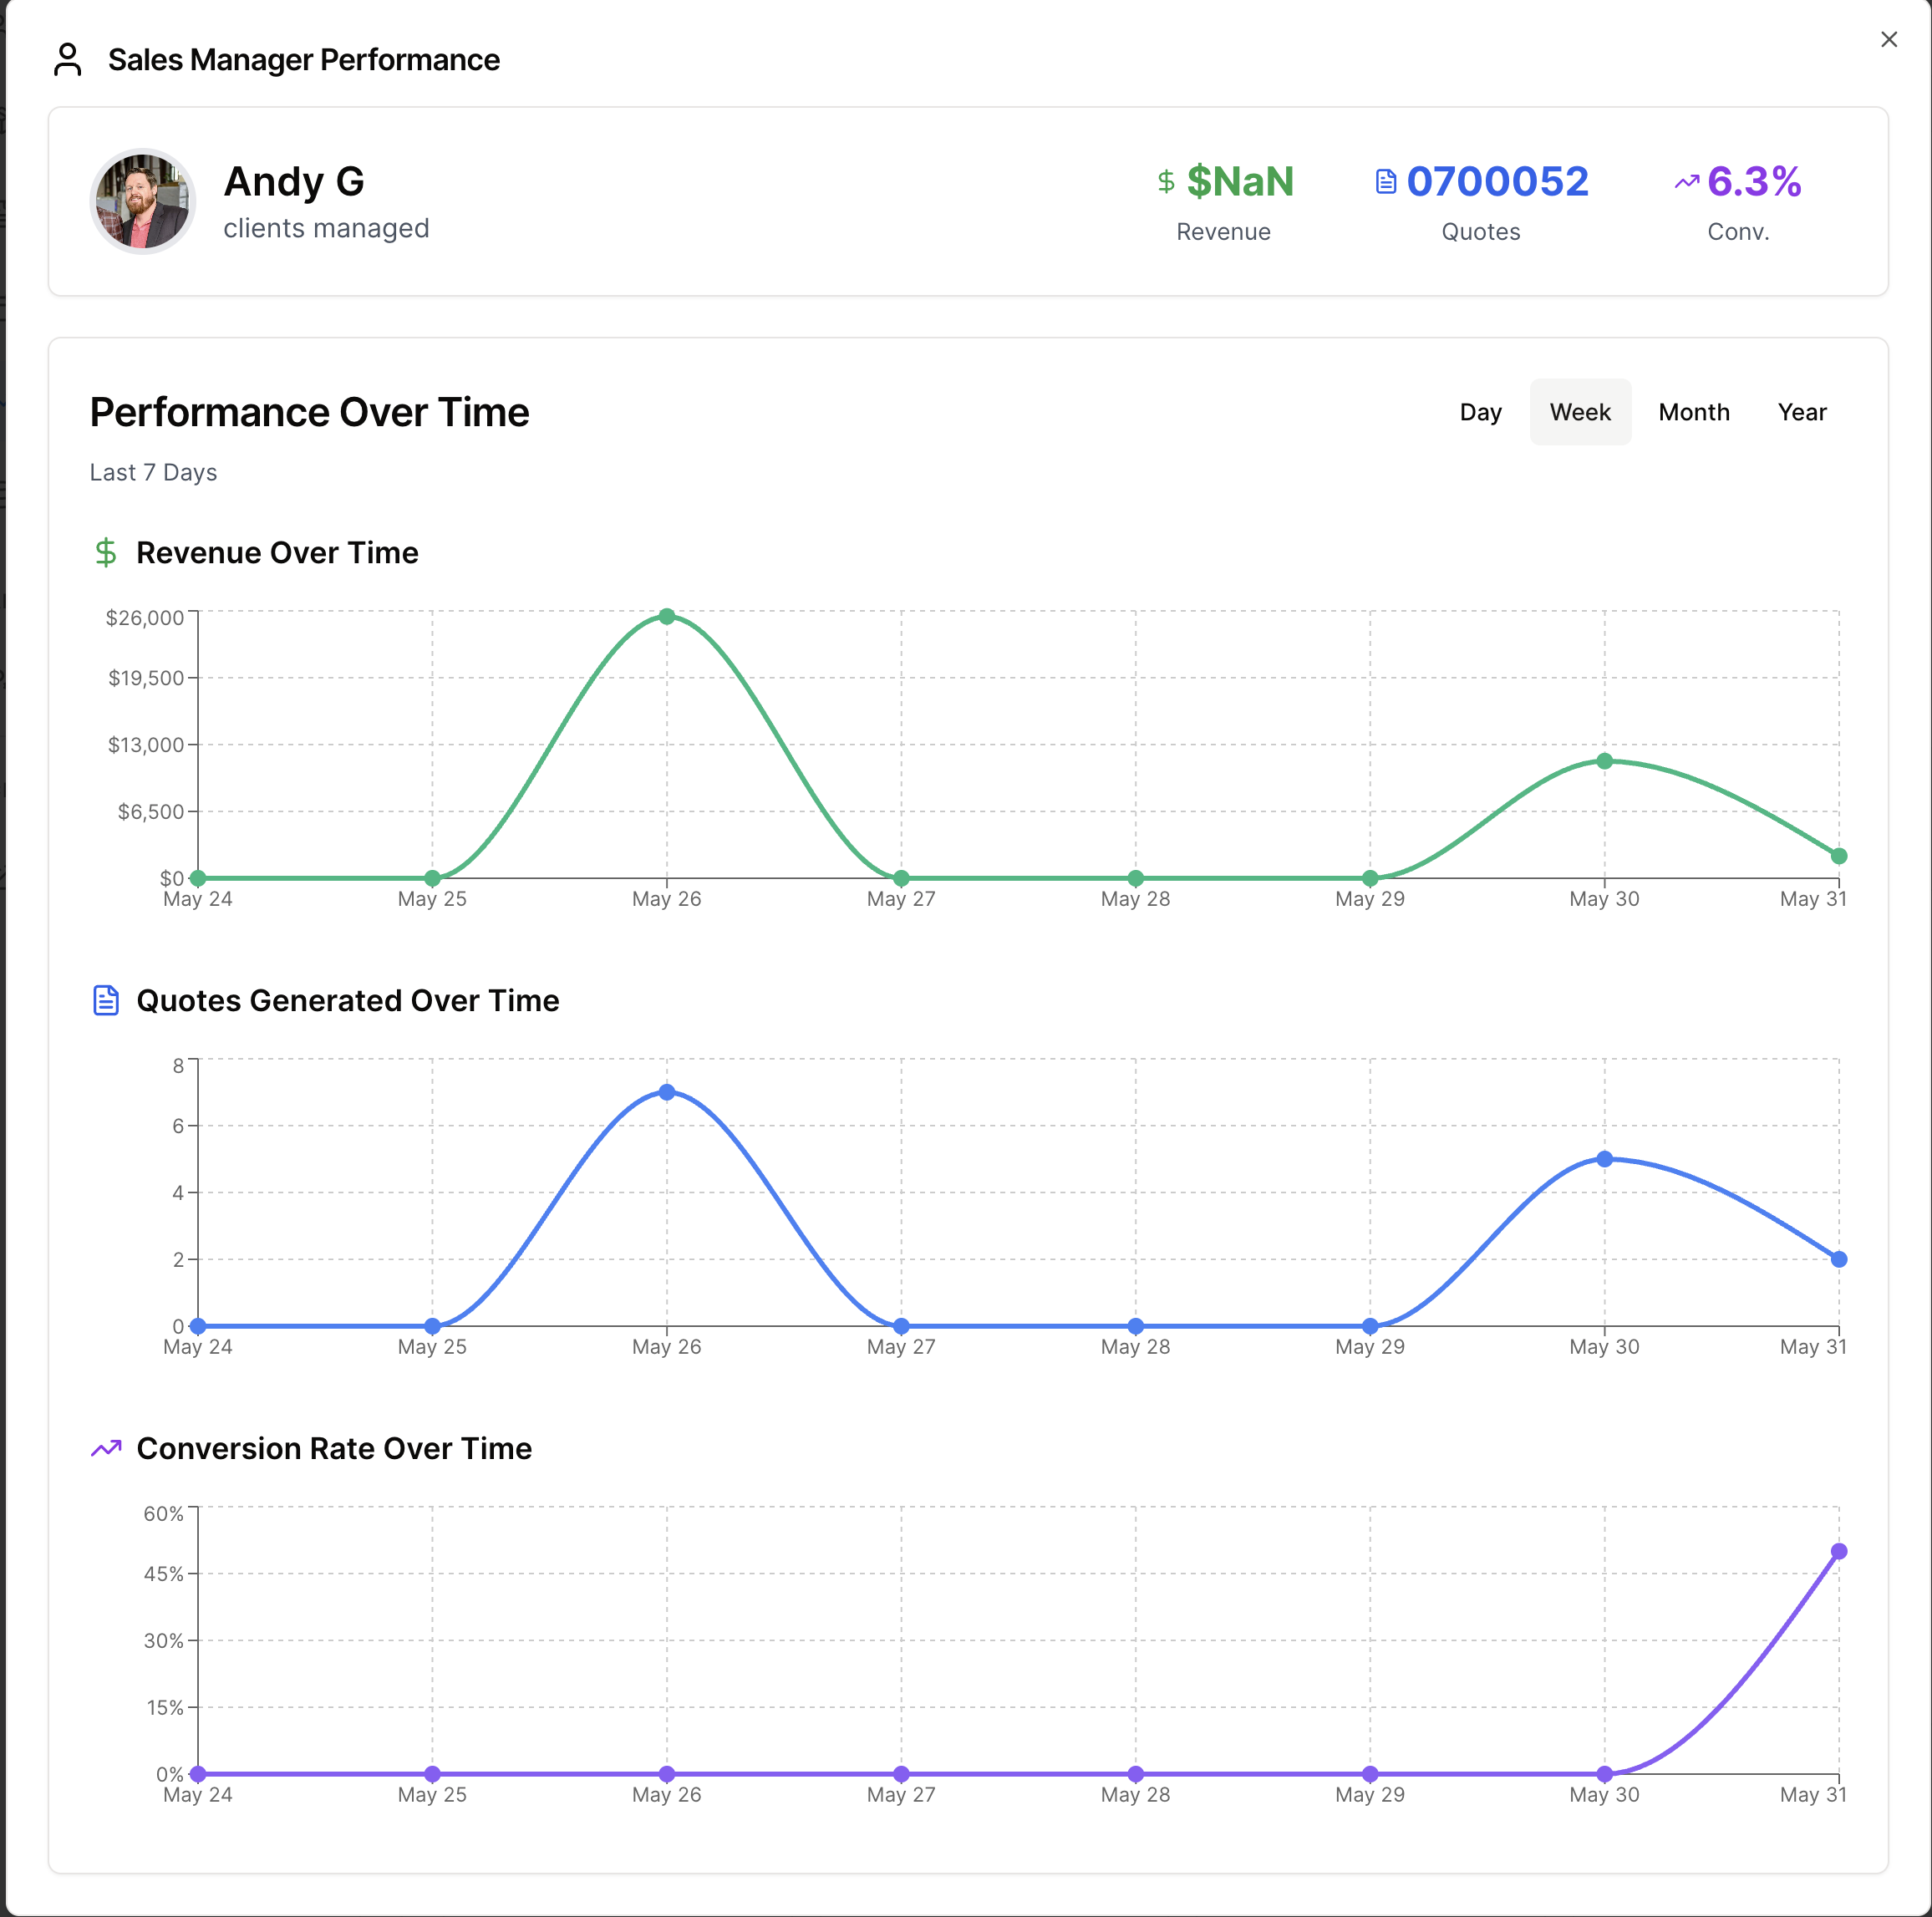 Sales Manager Performance
Andy G
clients managed
$NaN
Revenue
0700052
Quotes
6.3%
Conv.
Performance Over Time
Day Week Month Year
Last 7 Days
Revenue Over Time
$26,000
$19,500
$13,000
$6,500
$0
May 24 May 25 May 26 May 27 May 28 May 29 May 30 May 31
Quotes Generated Over Time
8
6
4
2
0
May 24 May 25 May 26 May 27 May 28 May 29 May 30 May 31
Conversion Rate Over Time
60%
45%
30%
15%
0%
May 24 May 25 May 26 May 27 May 28 May 29 May 30 May 31